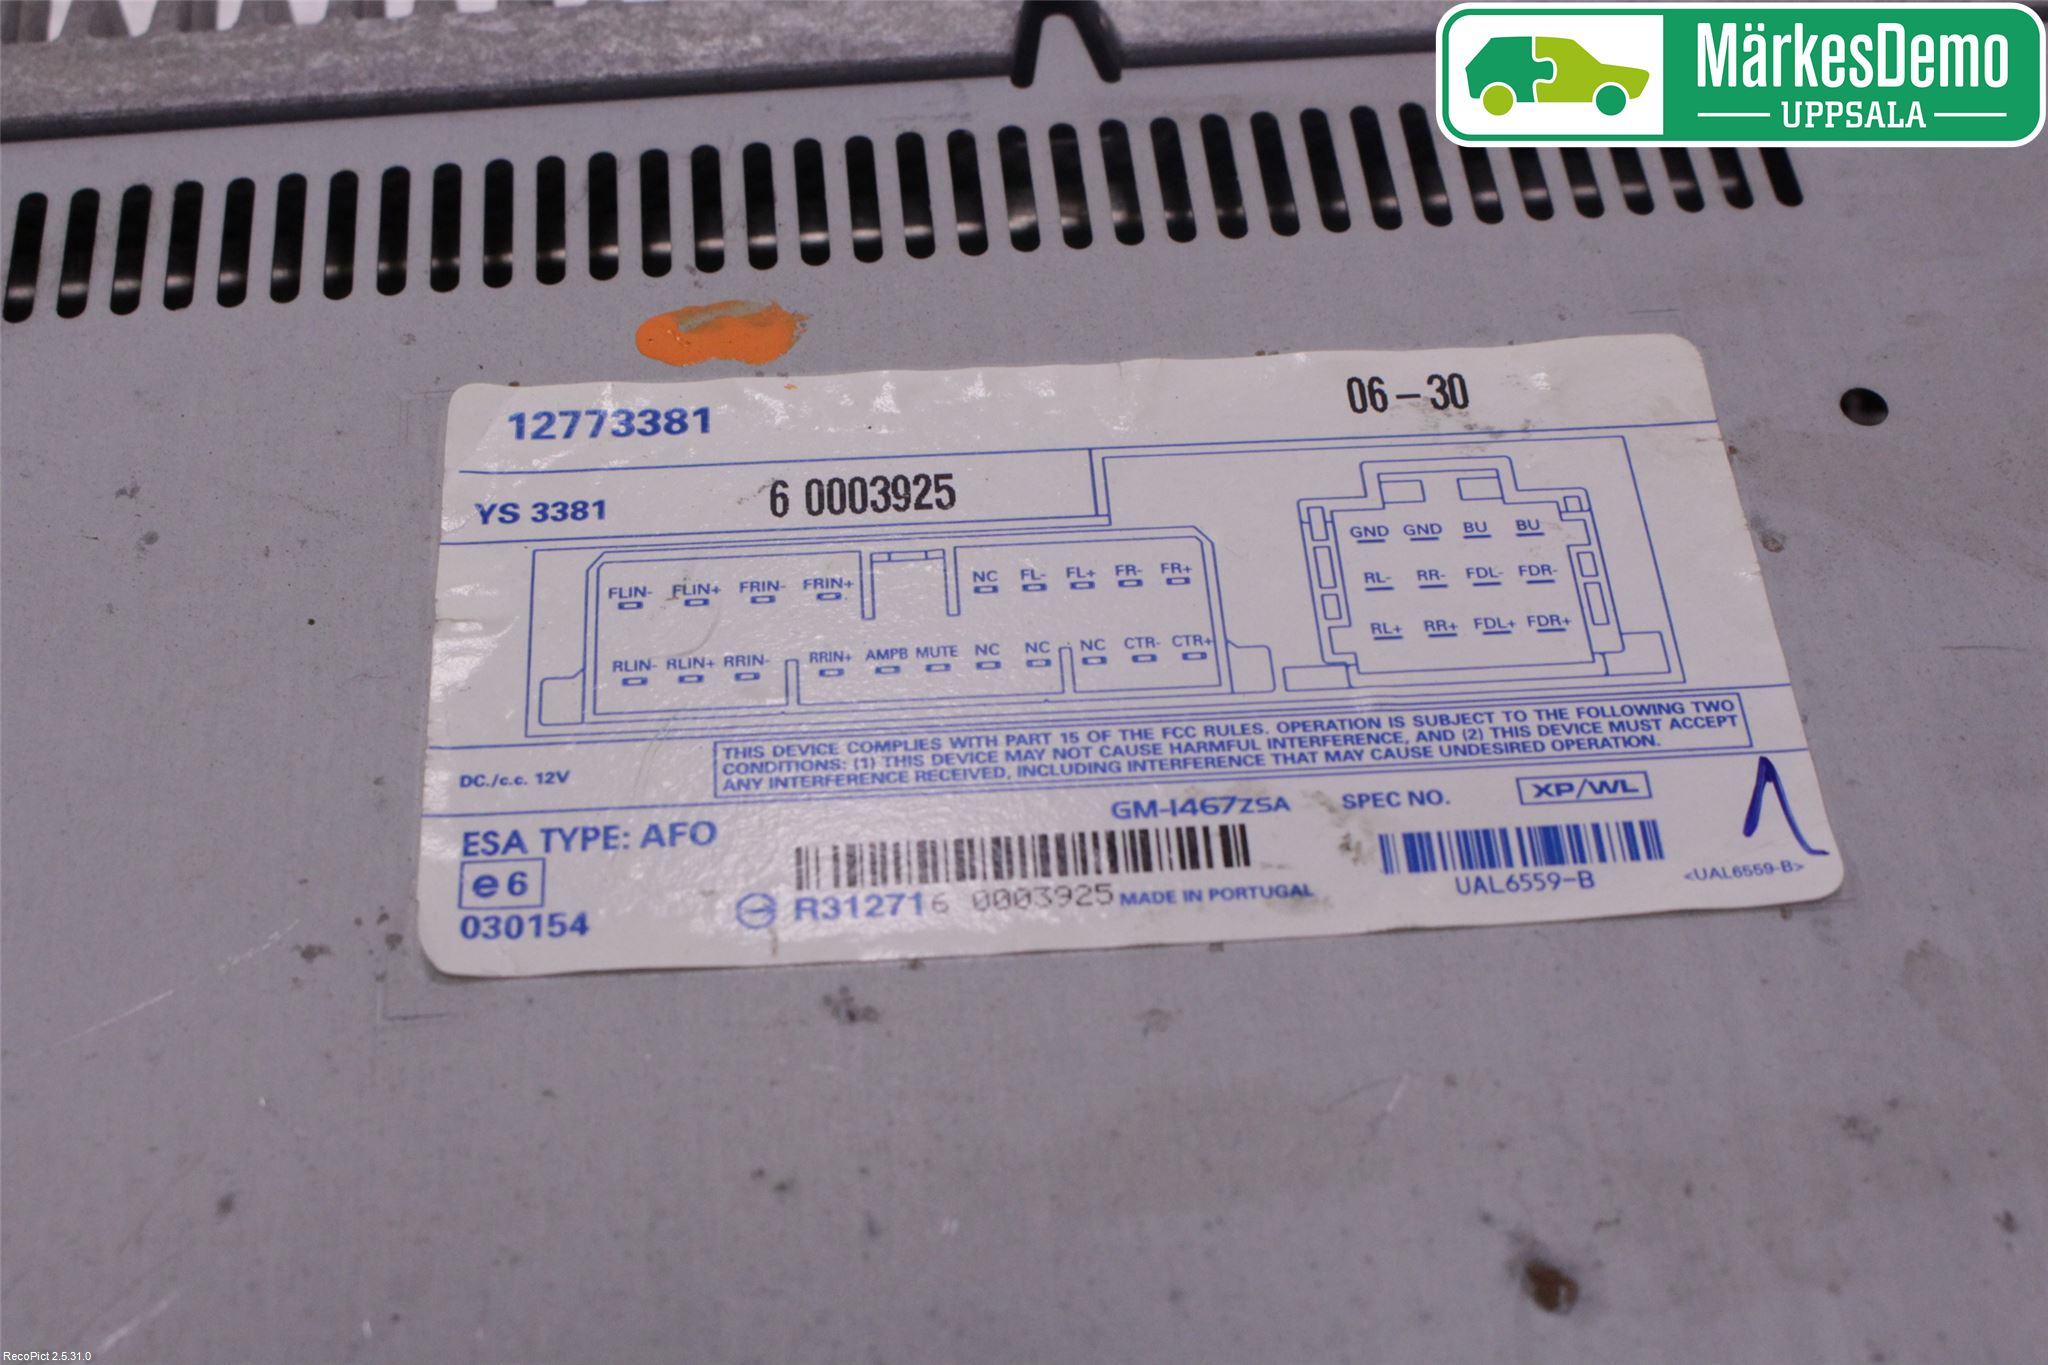 MärkesDemo
UPPSALA
12773381
06-30
YS 3381
6 0003925
GND GND BU BU
FLIN- FLIN+ FRIN- FRIN+ NC FL- FL+ FR- FR+
RL- RR- FDL- FDR-
RLIN- RLIN+ RRIN- RRIN+ AMPB MUTE NC NC NC CTR- CTR+
RL+ RR+ FDL+ FDR+
THIS DEVICE COMPLIES WITH PART 15 OF THE FCC RULES. OPERATION IS SUBJECT TO THE FOLLOWING TWO
CONDITIONS: (1) THIS DEVICE MAY NOT CAUSE HARMFUL INTERFERENCE, AND (2) THIS DEVICE MUST ACCEPT
ANY INTERFERENCE RECEIVED, INCLUDING INTERFERENCE THAT MAY CAUSE UNDESIRED OPERATION.
DC./c.c. 12V
GM-1467ZSA SPEC NO. XP/WL
ESA TYPE: AFO
e6
030154
R312716 0003925 MADE IN PORTUGAL
UAL6559-B
<UAL6559-B>
RecoPict 2.5.31.0